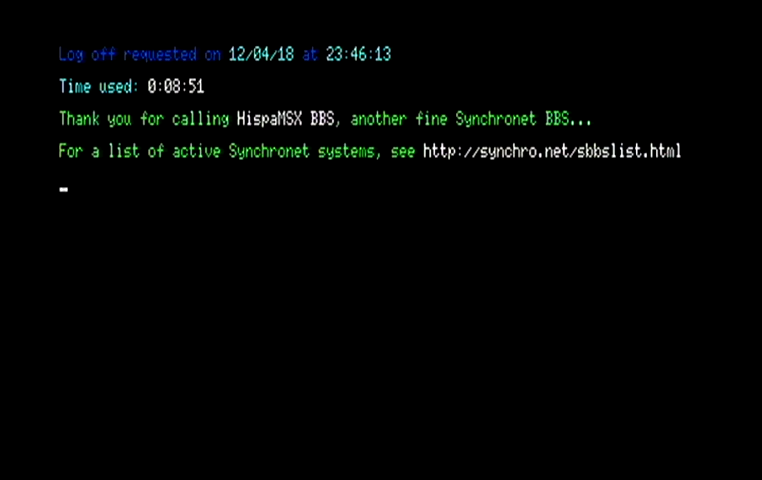 Log off requested on 12/04/18 at 23:46:13
Time used: 0:08:51
Thank you for calling HispaMSX BBS, another fine Synchronet BBS...
For a list of active Synchronet systems, see http://synchro.net/sbbslist.html